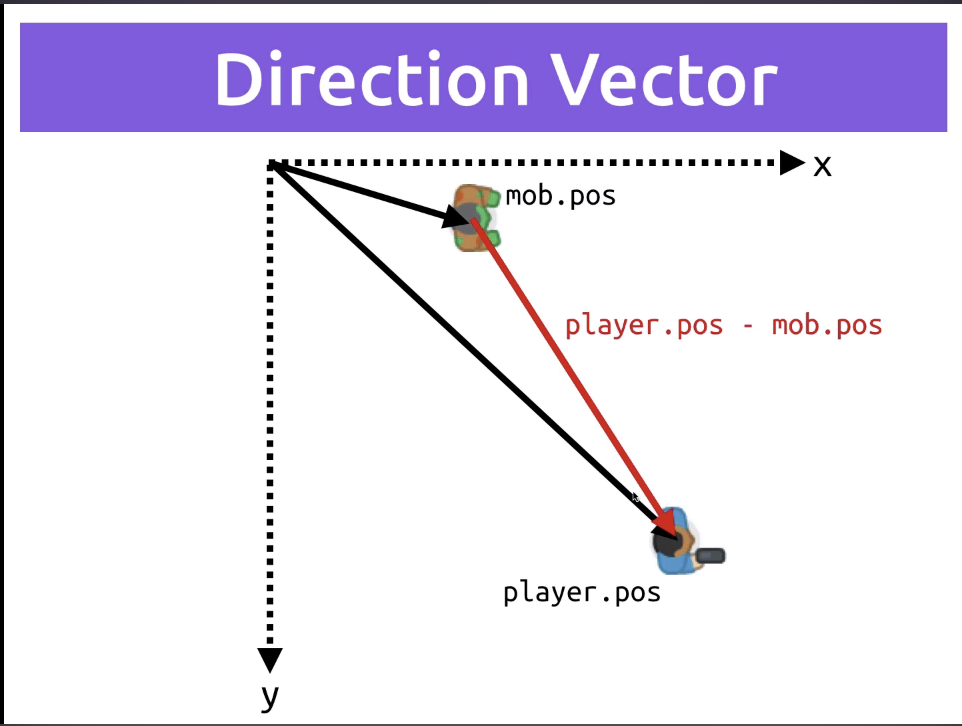 Direction Vector
x
mob.pos
player.pos - mob.pos
player.pos
y